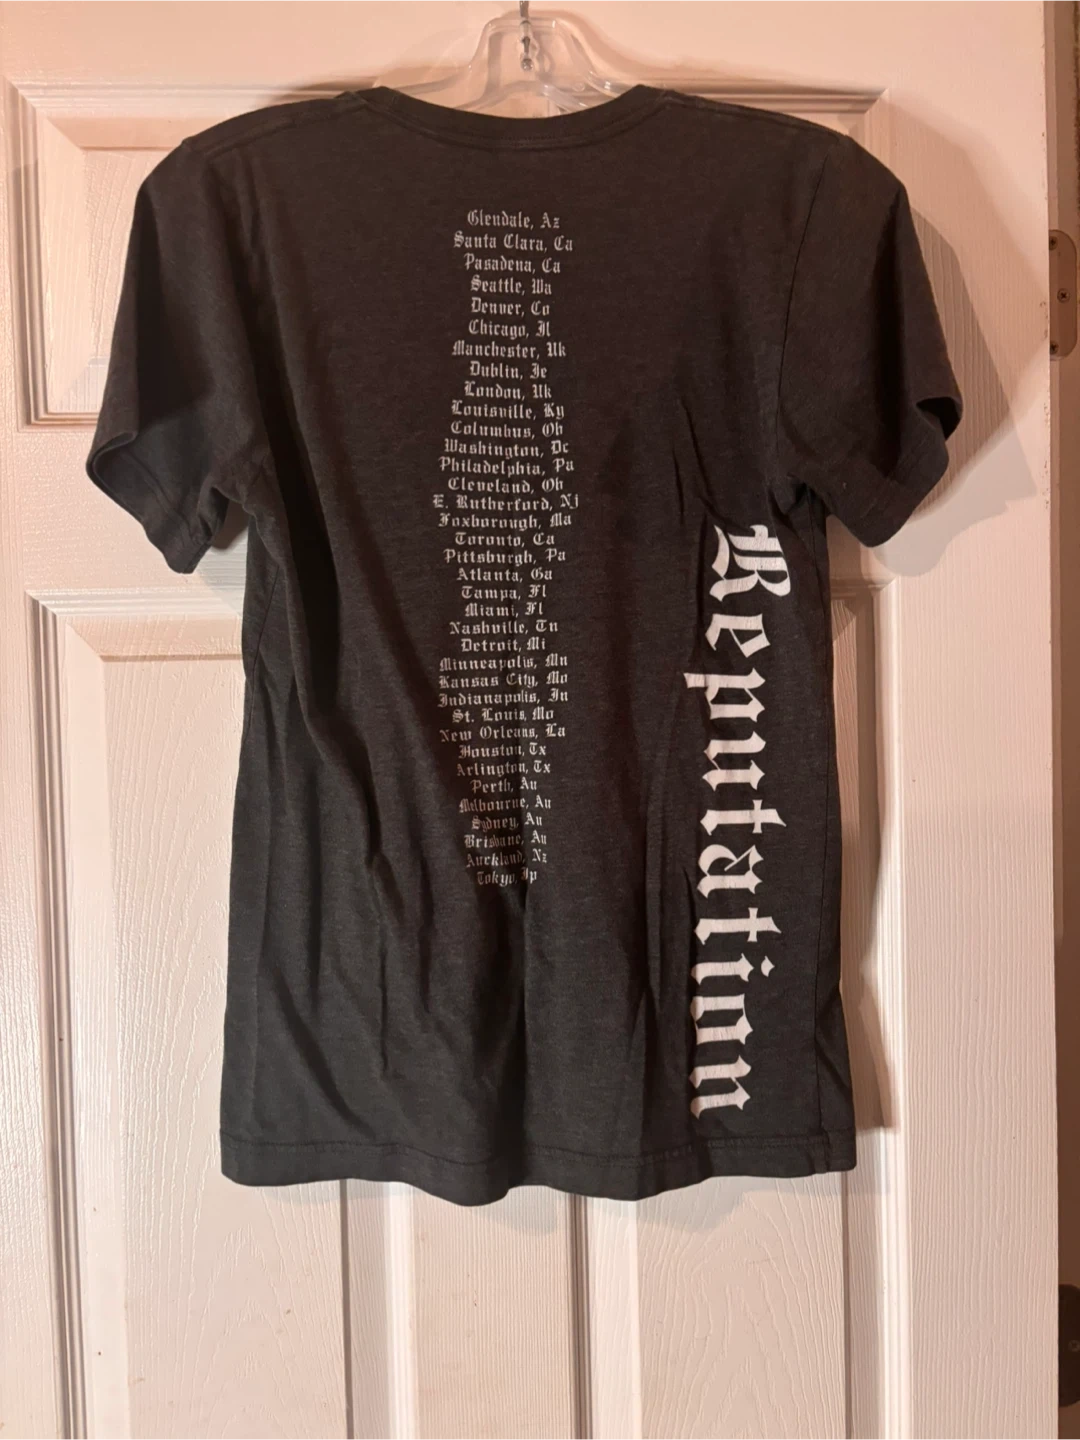 Glendale, Az
Santa Clara, Ca
Pasadena, Ca
Seattle, Wa
Denver, Co
Chicago, Il
Manchester, Uk
Dublin, Ie
London, Uk
Louisville, Ky
Columbus, Oh
Washington, Dc
Philadelphia, Pa
Cleveland, Oh
E. Rutherford, Nj
Foxborough, Ma
Toronto, Ca
Pittsburgh, Pa
Atlanta, Ga
Tampa, Fl
Miami, Fl
Nashville, Tn
Detroit, Mi
Minneapolis, Mn
Kansas City, Mo
Indianapolis, In
St. Louis, Mo
New Orleans, La
Houston, Tx
Arlington, Tx
Perth, Au
Melbourne, Au
Sydney, Au
Brisbane, Au
Auckland, Nz
Tokyo, Jp
Reputation